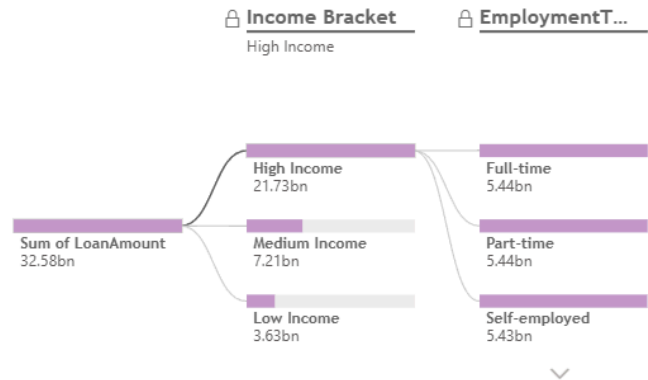 Income Bracket
EmploymentT...
High Income
High Income
21.73bn
Full-time
5.44bn
Sum of LoanAmount
32.58bn
Medium Income
7.21bn
Part-time
5.44bn
Low Income
3.63bn
Self-employed
5.43bn